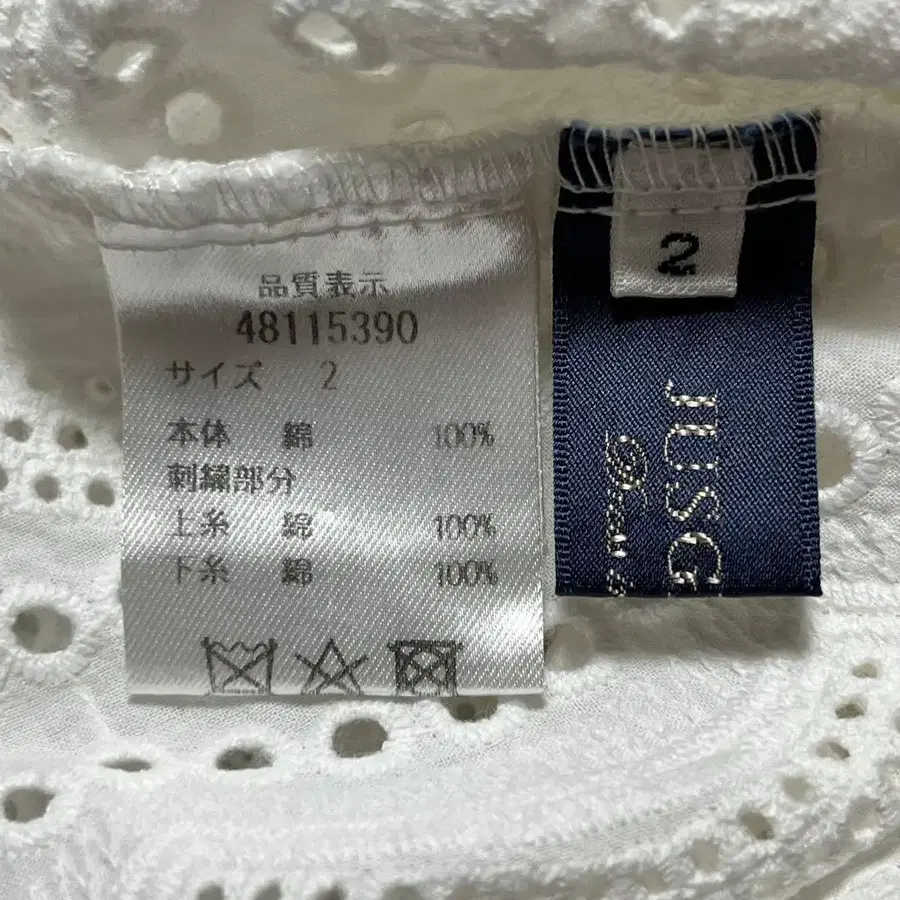 品質表示
48115390
サイズ 2
本体 綿 100%
刺繍部分
上糸 綿 100%
下糸 綿 100%
2
JUSG